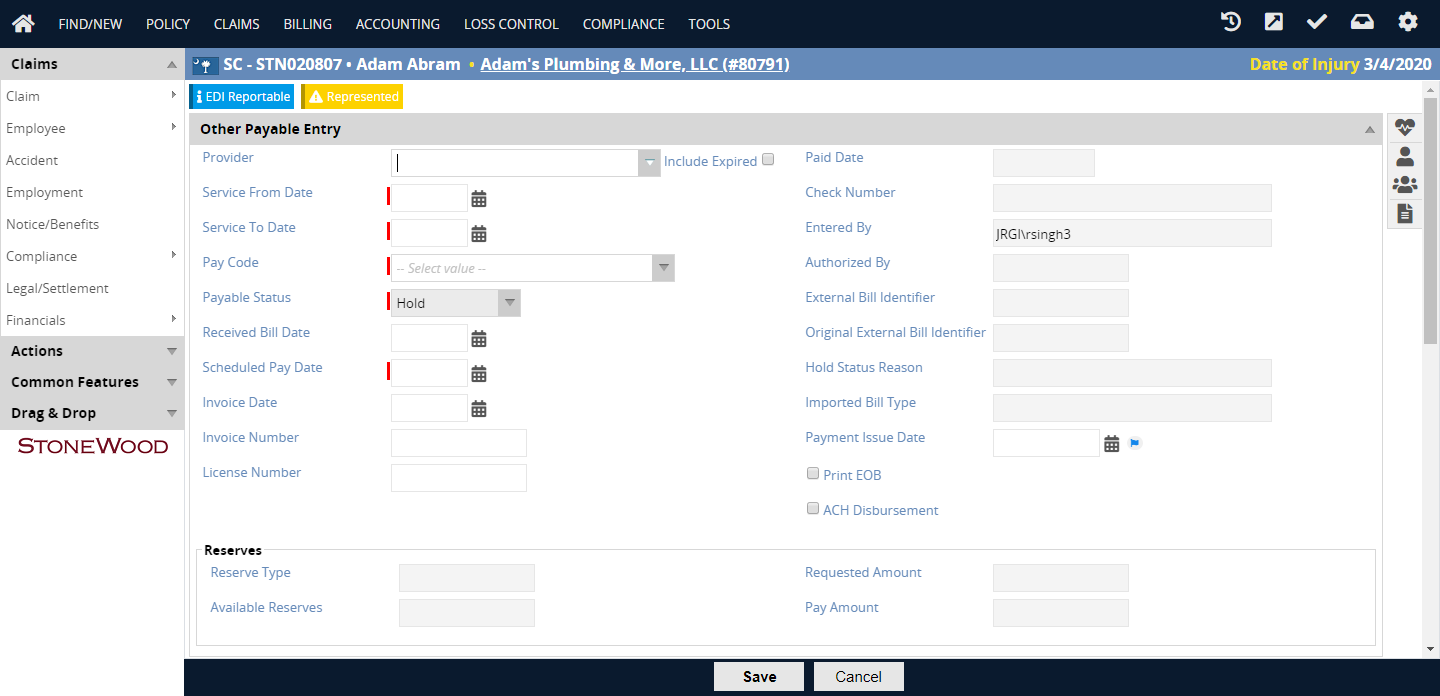 FIND/NEW POLICY CLAIMS BILLING ACCOUNTING LOSS CONTROL COMPLIANCE TOOLS
Claims
Claim
Employee
Accident
Employment
Notice/Benefits
Compliance
Legal/Settlement
Financials
Actions
Common Features
Drag & Drop
STONEWOOD
SC - STN020807 • Adam Abram • Adam's Plumbing & More, LLC (#80791) Date of Injury 3/4/2020
EDI Reportable Represented
Other Payable Entry
Provider Include Expired Paid Date
Service From Date Check Number
Service To Date Entered By JRGI\rsingh3
Pay Code -- Select value -- Authorized By
Payable Status Hold External Bill Identifier
Received Bill Date Original External Bill Identifier
Scheduled Pay Date Hold Status Reason
Invoice Date Imported Bill Type
Invoice Number Payment Issue Date
License Number Print EOB
ACH Disbursement
Reserves
Reserve Type Requested Amount
Available Reserves Pay Amount
Save Cancel